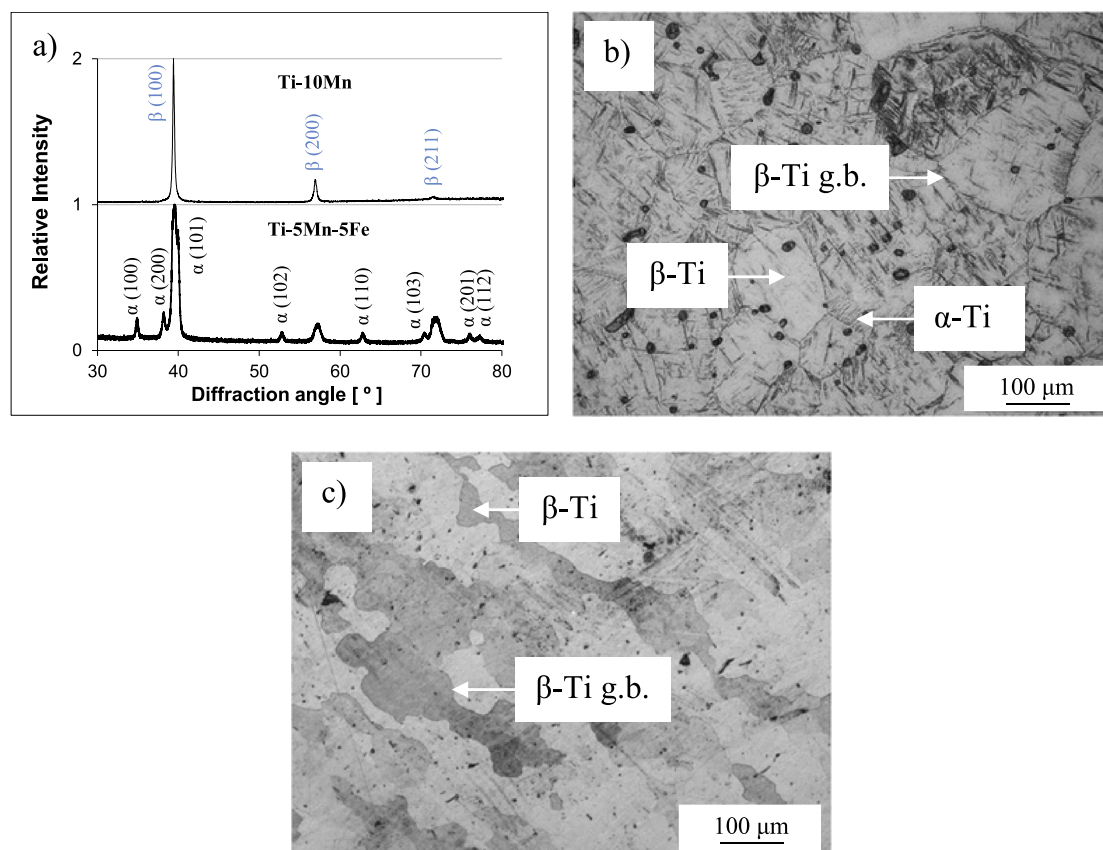 a)
2
Ti-10Mn
β (100)
β (200)
β (211)
1
Ti-5Mn-5Fe
α (100)
α (200)
α (101)
α (102)
α (110)
α (103)
α (201)
α (112)
0
30 40 50 60 70 80
Relative Intensity
Diffraction angle [ º ]
b)
β-Ti g.b.
β-Ti
α-Ti
100 μm
c)
β-Ti
β-Ti g.b.
100 μm